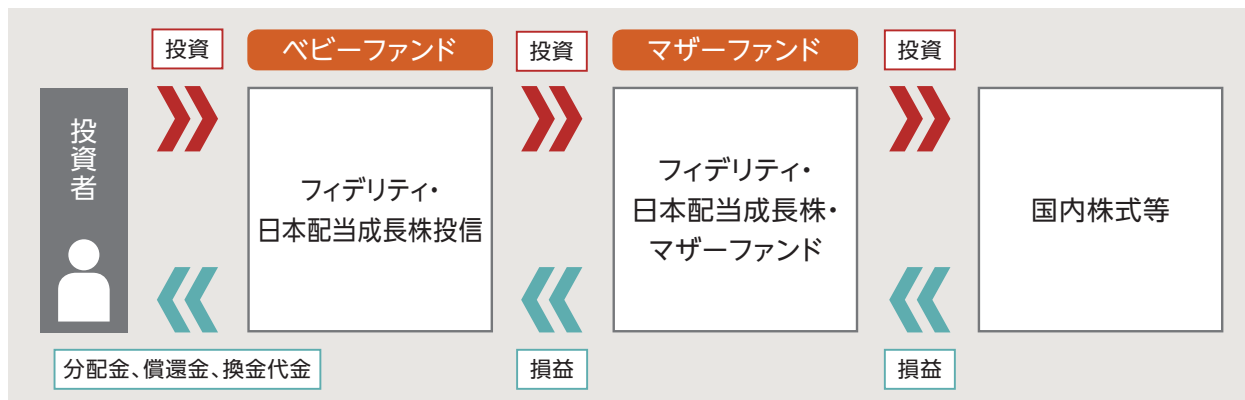 投資
ベビーファンド
投資
マザーファンド
投資
投資者
フィデリティ・
日本配当成長株投信
フィデリティ・
日本配当成長株・
マザーファンド
国内株式等
分配金、償還金、換金代金
損益
損益